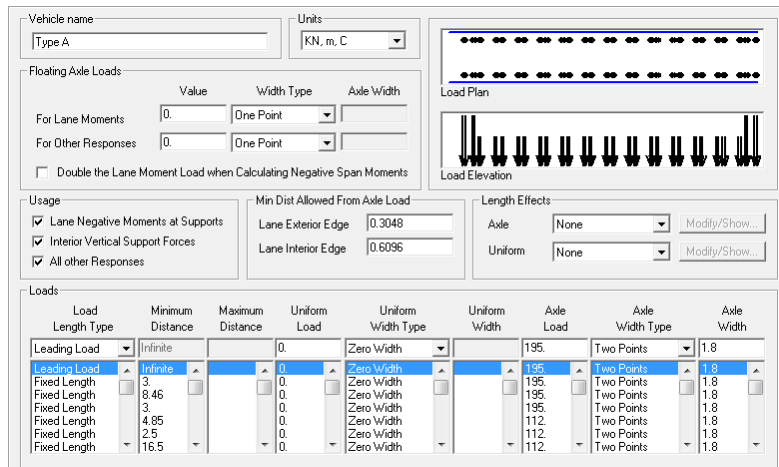 Vehicle name
Type A
Units
KN, m, C
Load Plan
Floating Axle Loads
Value Width Type Axle Width
For Lane Moments 0. One Point
For Other Responses 0. One Point
Double the Lane Moment Load when Calculating Negative Span Moments
Load Elevation
Usage
Lane Negative Moments at Supports
Interior Vertical Support Forces
All other Responses
Min Dist Allowed From Axle Load
Lane Exterior Edge 0.3048
Lane Interior Edge 0.6096
Length Effects
Axle None Modify/Show...
Uniform None Modify/Show...
Loads
Load Length Type Minimum Distance Maximum Distance Uniform Load Uniform Width Type Uniform Width Axle Load Axle Width Type Axle Width
Leading Load Infinite 0. Zero Width 195. Two Points 1.8
Leading Load Infinite 0. Zero Width 195. Two Points 1.8
Fixed Length 3. 0. Zero Width 195. Two Points 1.8
Fixed Length 8.46 0. Zero Width 195. Two Points 1.8
Fixed Length 3. 0. Zero Width 195. Two Points 1.8
Fixed Length 4.85 0. Zero Width 112. Two Points 1.8
Fixed Length 2.5 0. Zero Width 112. Two Points 1.8
Fixed Length 16.5 0. Zero Width 112. Two Points 1.8